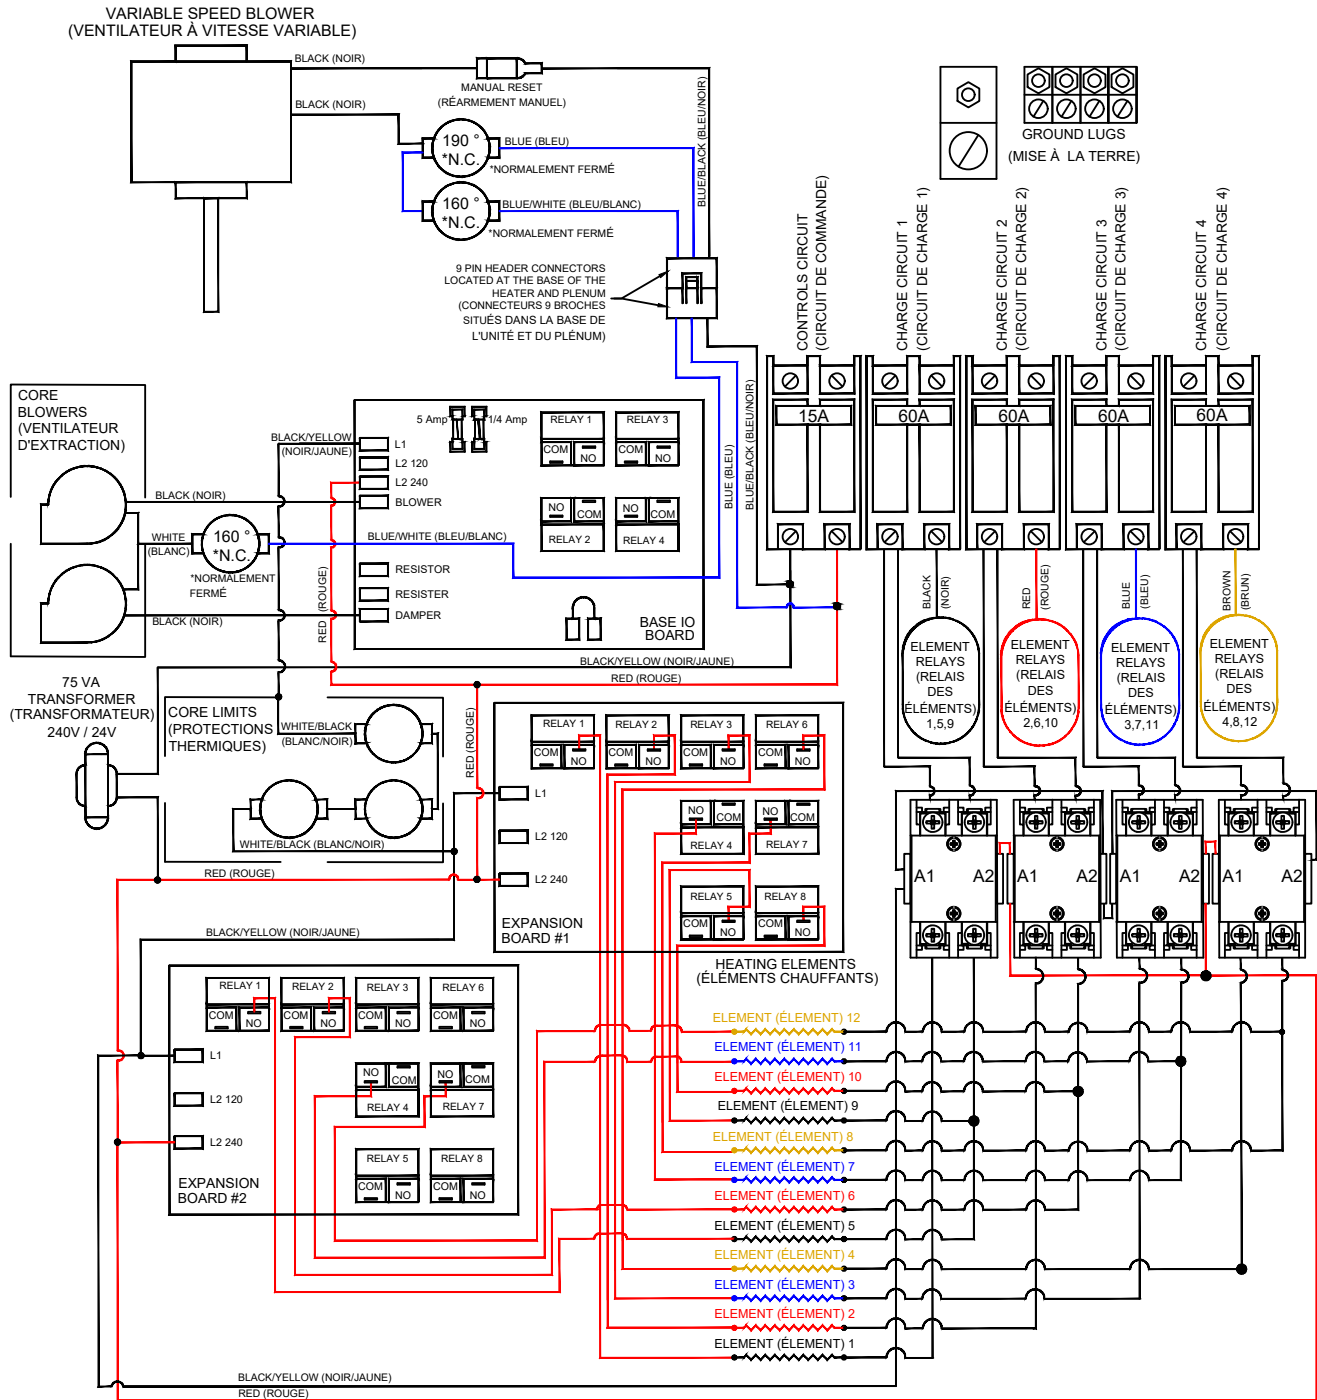 VARIABLE SPEED BLOWER
(VENTILATEUR À VITESSE VARIABLE)
BLACK (NOIR)
MANUAL RESET
(RÉARMEMENT MANUEL)
BLACK (NOIR)
190 °
*N.C.
BLUE (BLEU)
*NORMALEMENT FERMÉ
160 °
*N.C.
BLUE/WHITE (BLEU/BLANC)
*NORMALEMENT FERMÉ
BLUE/BLACK (BLEU/NOIR)
9 PIN HEADER CONNECTORS
LOCATED AT THE BASE OF THE
HEATER AND PLENUM
(CONNECTEURS 9 BROCHES
SITUÉS DANS LA BASE DE
L'UNITÉ ET DU PLÉNUM)
GROUND LUGS
(MISE À LA TERRE)
CONTROLS CIRCUIT
(CIRCUIT DE COMMANDE)
CHARGE CIRCUIT 1
(CIRCUIT DE CHARGE 1)
CHARGE CIRCUIT 2
(CIRCUIT DE CHARGE 2)
CHARGE CIRCUIT 3
(CIRCUIT DE CHARGE 3)
CHARGE CIRCUIT 4
(CIRCUIT DE CHARGE 4)
15A
60A
60A
60A
60A
CORE
BLOWERS
(VENTILATEUR
D'EXTRACTION)
BLACK (NOIR)
WHITE
(BLANC)
160 °
*N.C.
*NORMALEMENT
FERMÉ
BLACK (NOIR)
BLACK/YELLOW
(NOIR/JAUNE)
RED (ROUGE)
5 Amp
1/4 Amp
L1
L2 120
L2 240
BLOWER
BLUE/WHITE (BLEU/BLANC)
RESISTOR
RESISTER
DAMPER
RELAY 1
COM
NO
RELAY 3
COM
NO
NO
COM
RELAY 2
NO
COM
RELAY 4
BASE IO
BOARD
BLUE (BLEU)
BLUE/BLACK (BLEU/NOIR)
BLACK/YELLOW (NOIR/JAUNE)
RED (ROUGE)
BLACK
(NOIR)
RED
(ROUGE)
BLUE
(BLEU)
BROWN
(BRUN)
ELEMENT
RELAYS
(RELAIS
DES
ÉLÉMENTS)
1,5,9
ELEMENT
RELAYS
(RELAIS
DES
ÉLÉMENTS)
2,6,10
ELEMENT
RELAYS
(RELAIS
DES
ÉLÉMENTS)
3,7,11
ELEMENT
RELAYS
(RELAIS
DES
ÉLÉMENTS)
4,8,12
75 VA
TRANSFORMER
(TRANSFORMATEUR)
240V / 24V
CORE LIMITS
(PROTECTIONS
THERMIQUES)
WHITE/BLACK
(BLANC/NOIR)
WHITE/BLACK (BLANC/NOIR)
RED (ROUGE)
RED (ROUGE)
BLACK/YELLOW (NOIR/JAUNE)
RELAY 1
COM
NO
RELAY 2
COM
NO
RELAY 3
COM
NO
RELAY 6
COM
NO
L1
L2 120
L2 240
NO
COM
RELAY 4
NO
COM
RELAY 7
RELAY 5
COM
NO
RELAY 8
COM
NO
EXPANSION
BOARD #1
A1
A2
A1
A2
A1
A2
A1
A2
RELAY 1
COM
NO
RELAY 2
COM
NO
RELAY 3
COM
NO
RELAY 6
COM
NO
L1
L2 120
L2 240
NO
COM
RELAY 4
NO
COM
RELAY 7
RELAY 5
COM
NO
RELAY 8
COM
NO
EXPANSION
BOARD #2
HEATING ELEMENTS
(ÉLÉMENTS CHAUFFANTS)
ELEMENT (ÉLEMENT) 12
ELEMENT (ÉLEMENT) 11
ELEMENT (ÉLEMENT) 10
ELEMENT (ÉLEMENT) 9
ELEMENT (ÉLEMENT) 8
ELEMENT (ÉLEMENT) 7
ELEMENT (ÉLEMENT) 6
ELEMENT (ÉLEMENT) 5
ELEMENT (ÉLEMENT) 4
ELEMENT (ÉLEMENT) 3
ELEMENT (ÉLEMENT) 2
ELEMENT (ÉLEMENT) 1
BLACK/YELLOW (NOIR/JAUNE)
RED (ROUGE)